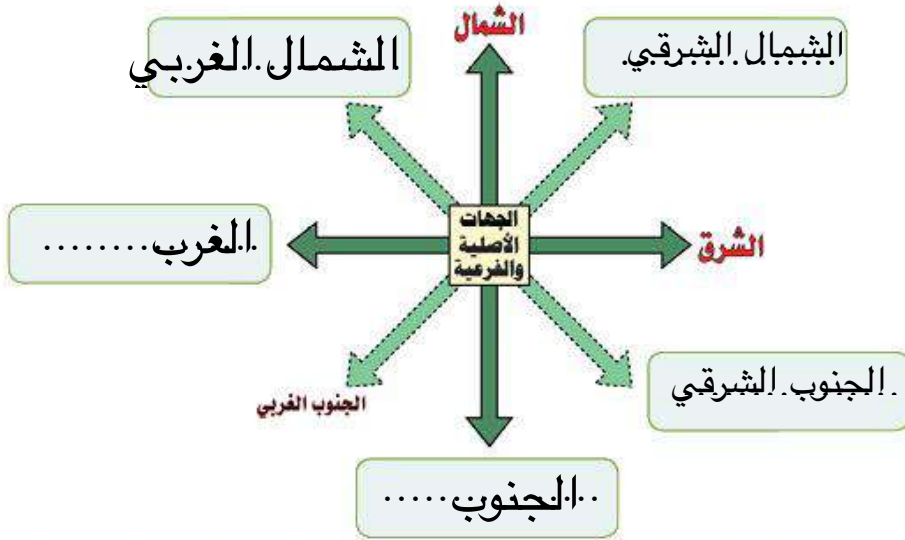 الشمال
الشمال الشرقي
الشمال الغربي
الجهات
الأصلية
والفرعية
الغرب........
الشرق
الجنوب الشرقي
الجنوب الغربي
..الجنوب.....